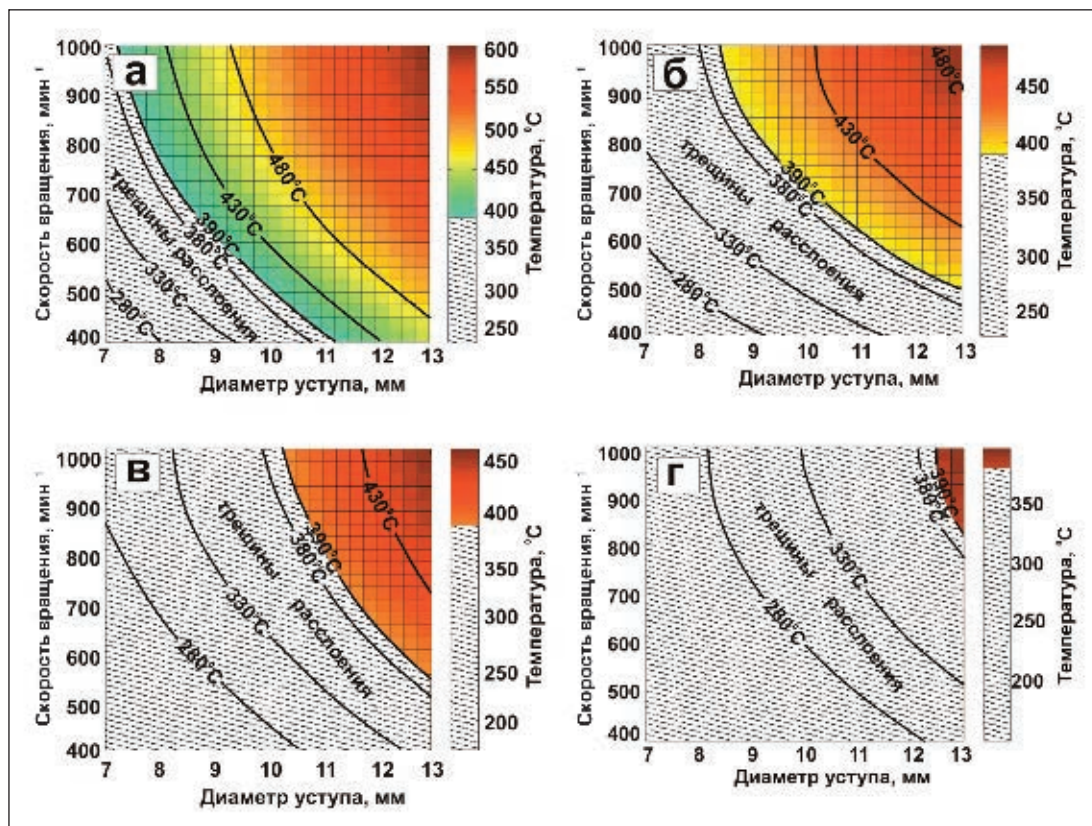 а
Скорость вращения, мин -1
1000
900
800
700
600
500
400
7 8 9 10 11 12 13
Диаметр уступа, мм
480°C
430°C
390°C
380°C
330°C
280°C
трещины расслоения
600
550
500
450
400
350
300
250
Температура, °C
б
Скорость вращения, мин -1
1000
900
800
700
600
500
400
7 8 9 10 11 12 13
Диаметр уступа, мм
480°C
430°C
390°C
380°C
330°C
280°C
трещины расслоения
450
400
350
300
250
Температура, °C
в
Скорость вращения, мин -1
1000
900
800
700
600
500
400
7 8 9 10 11 12 13
Диаметр уступа, мм
430°C
390°C
380°C
330°C
280°C
трещины расслоения
450
400
350
300
250
200
Температура, °C
г
Скорость вращения, мин -1
1000
900
800
700
600
500
400
7 8 9 10 11 12 13
Диаметр уступа, мм
390°C
380°C
330°C
280°C
трещины расслоения
350
300
250
200
Температура, °C